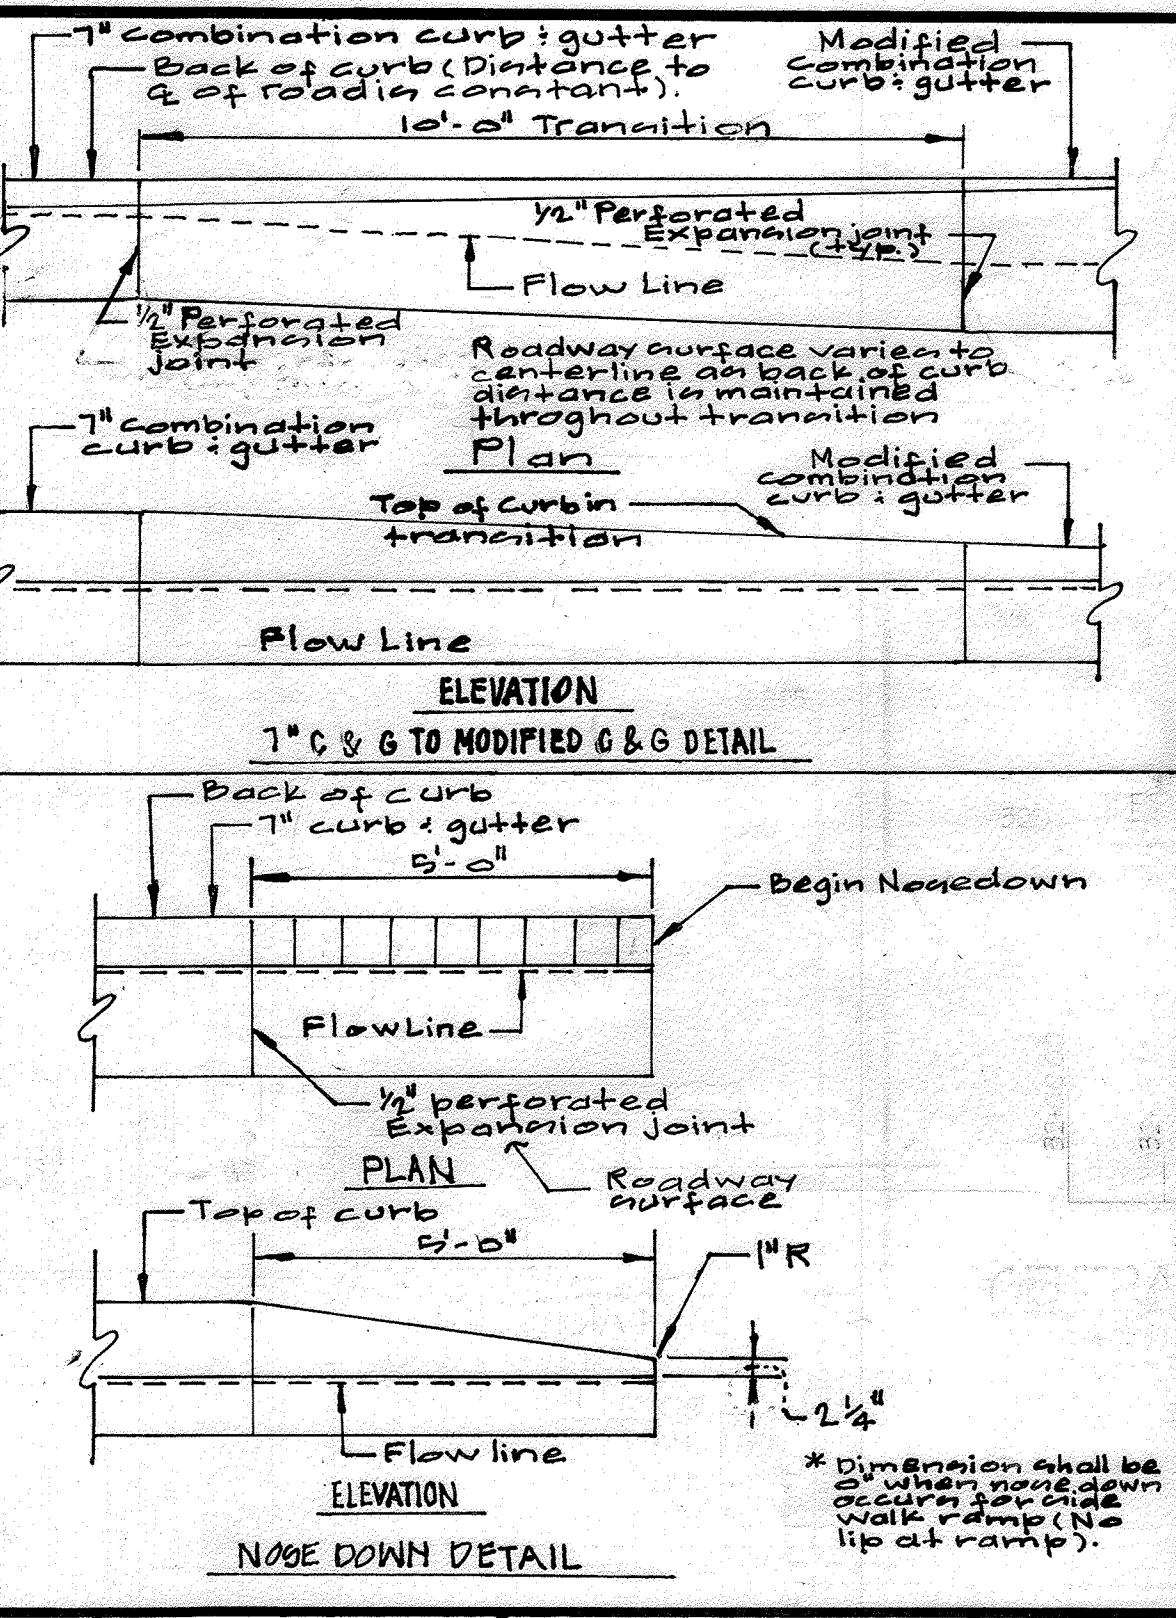 7" Combination curb & gutter
Back of curb (Distance to
℄ of road is constant).
Modified
combination
curb & gutter
10'-0" Transition
1/2" Perforated
Expansion joint
(typ.)
Flow Line
1/2" Perforated
Expansion
joint
Roadway surface varies to
centerline as back of curb
distance is maintained
throghout transition
Plan
7" Combination
curb & gutter
Top of Curb in
transition
Modified
combination
curb & gutter
Flow Line
ELEVATION
7" C & G TO MODIFIED C & G DETAIL
Back of curb
7" curb & gutter
5'-0"
Begin Nosedown
Flow Line
1/2" perforated
Expansion joint
PLAN
Roadway
surface
Top of curb
5'-0"
1" R
2 1/4"
Flow line
ELEVATION
* Dimension shall be
0" when nose down
occurs for side
walk ramp (No
lip at ramp).
NOSE DOWN DETAIL